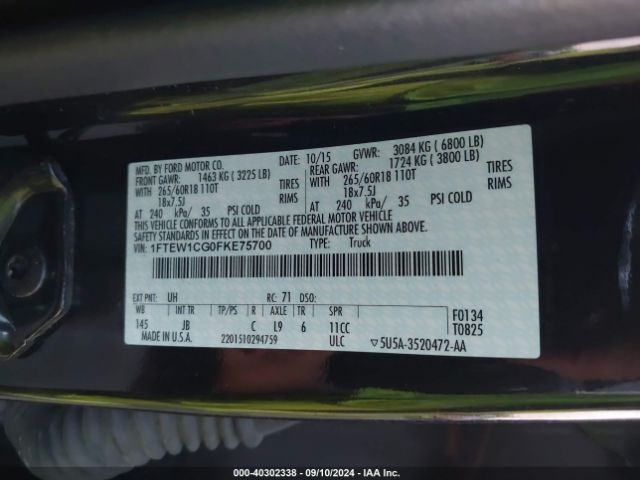 MFD. BY FORD MOTOR CO. DATE: 10/15 GVWR: 3084 KG ( 6800 LB)
FRONT GAWR: 1463 KG ( 3225 LB) REAR GAWR: 1724 KG ( 3800 LB)
WITH 265/60R18 110T TIRES WITH 265/60R18 110T TIRES
18x7.5J RIMS 18x7.5J RIMS
AT 240 kPa/ 35 PSI COLD AT 240 kPa/ 35 PSI COLD
THIS VEHICLE CONFORMS TO ALL APPLICABLE FEDERAL MOTOR VEHICLE
SAFETY STANDARDS IN EFFECT ON THE DATE OF MANUFACTURE SHOWN ABOVE.
VIN: 1FTEW1CG0FKE75700 TYPE: Truck
EXT PNT: UH RC: 71 DSO:
WB INT TR TP/PS R AXLE TR SPR F0134
145 JB C L9 6 11CC T0825
MADE IN U.S.A. 2201510294759 ULC ▽5U5A-3520472-AA
000-40302338 - 09/10/2024 - IAA Inc.